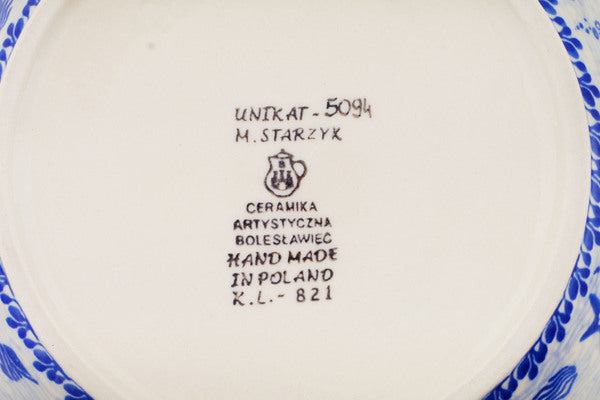 UNIKAT - 5094
M. STARZYK
B
CERAMIKA
ARTYSTYCZNA
BOLESŁAWIEC
HAND MADE
IN POLAND
K.L. - 821